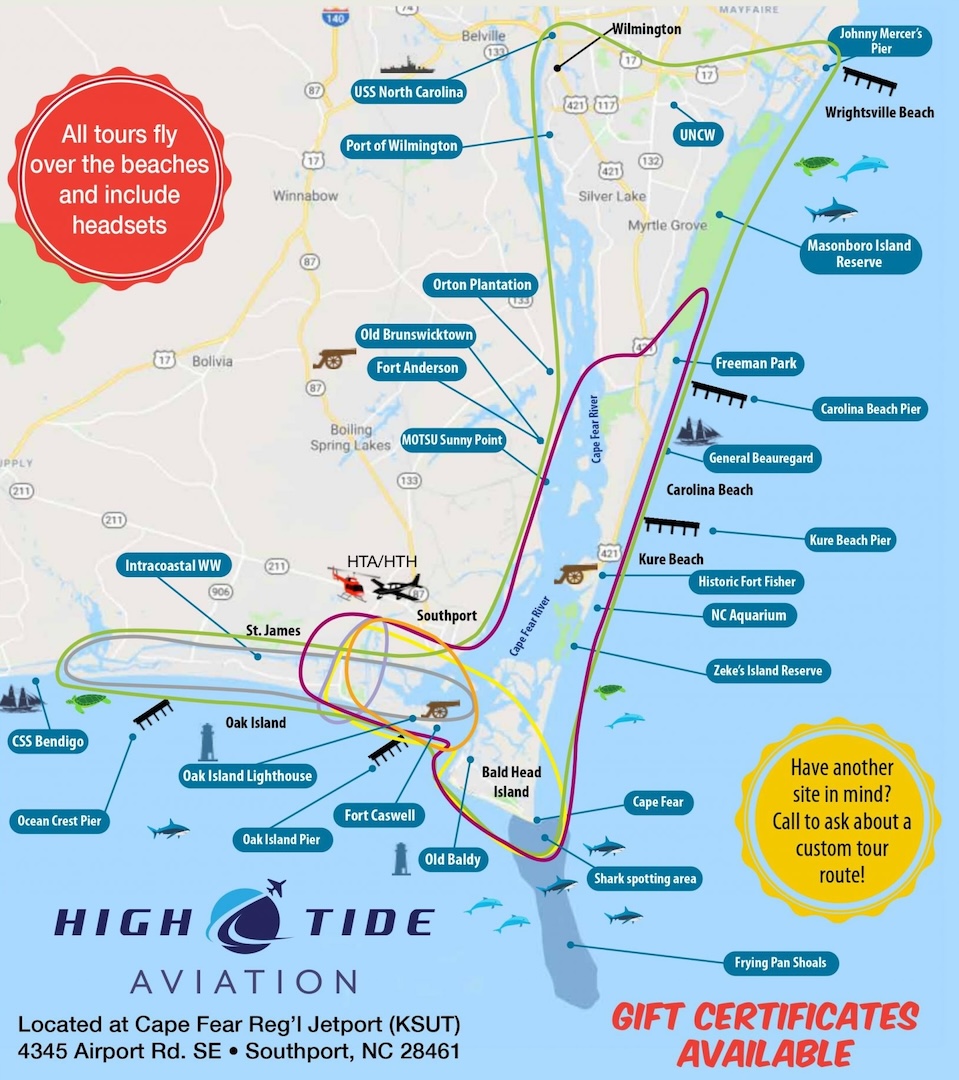 MAYFAIRE
74
140
Belville
133
Wilmington
Johnny Mercer's
Pier
17
17
87
USS North Carolina
421
117
UNCW
Wrightsville Beach
All tours fly
over the beaches
and include
headsets
Port of Wilmington
17
132
421
Winnabow
Silver Lake
Myrtle Grove
Masonboro Island
Reserve
87
Orton Plantation
133
Old Brunswicktown
Fort Anderson
17
Bolivia
87
Freeman Park
Carolina Beach Pier
Boiling
Spring Lakes
MOTSU Sunny Point
Cape Fear River
General Beauregard
Carolina Beach
UPPLY
211
133
211
Kure Beach Pier
Kure Beach
421
Intracoastal WW
211
HTA/HTH
87
906
Historic Fort Fisher
NC Aquarium
Southport
St. James
Cape Fear River
Zeke's Island Reserve
CSS Bendigo
Oak Island
Oak Island Lighthouse
Bald Head
Island
Ocean Crest Pier
Fort Caswell
Cape Fear
Oak Island Pier
Old Baldy
Shark spotting area
Have another
site in mind?
Call to ask about a
custom tour
route!
HIGH TIDE
AVIATION
Frying Pan Shoals
Located at Cape Fear Reg'l Jetport (KSUT)
4345 Airport Rd. SE • Southport, NC 28461
GIFT CERTIFICATES
AVAILABLE